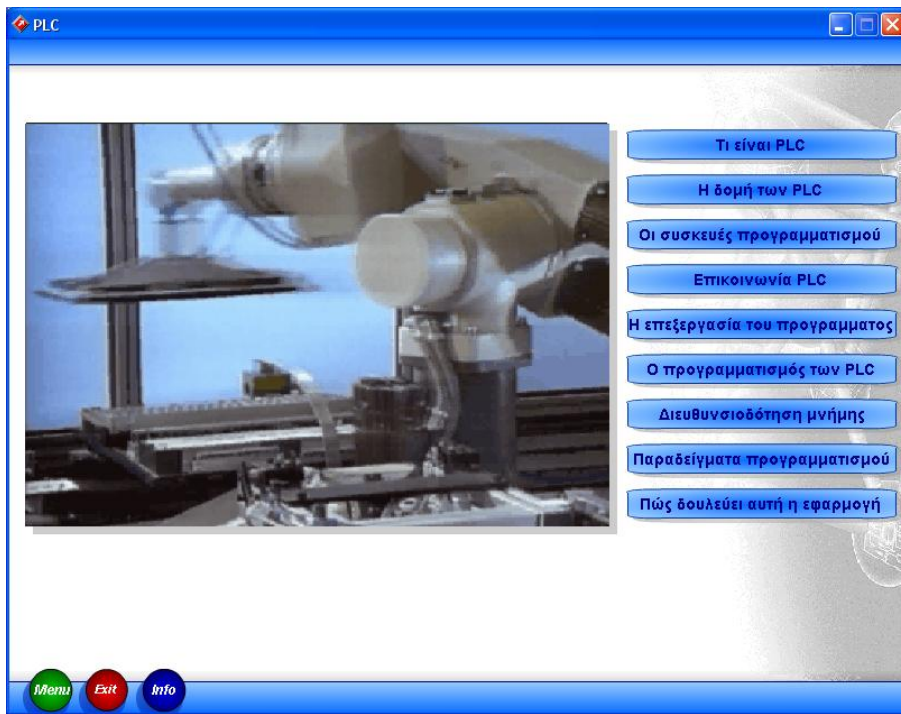 PLC
Τι είναι PLC
Η δομή των PLC
Οι συσκευές προγραμματισμού
Επικοινωνία PLC
Η επεξεργασία του προγραμματος
Ο προγραμματισμός των PLC
Διευθυνσιοδότηση μνήμης
Παραδείγματα προγραμματισμού
Πώς δουλεύει αυτή η εφαρμογή
Menu Exit Info